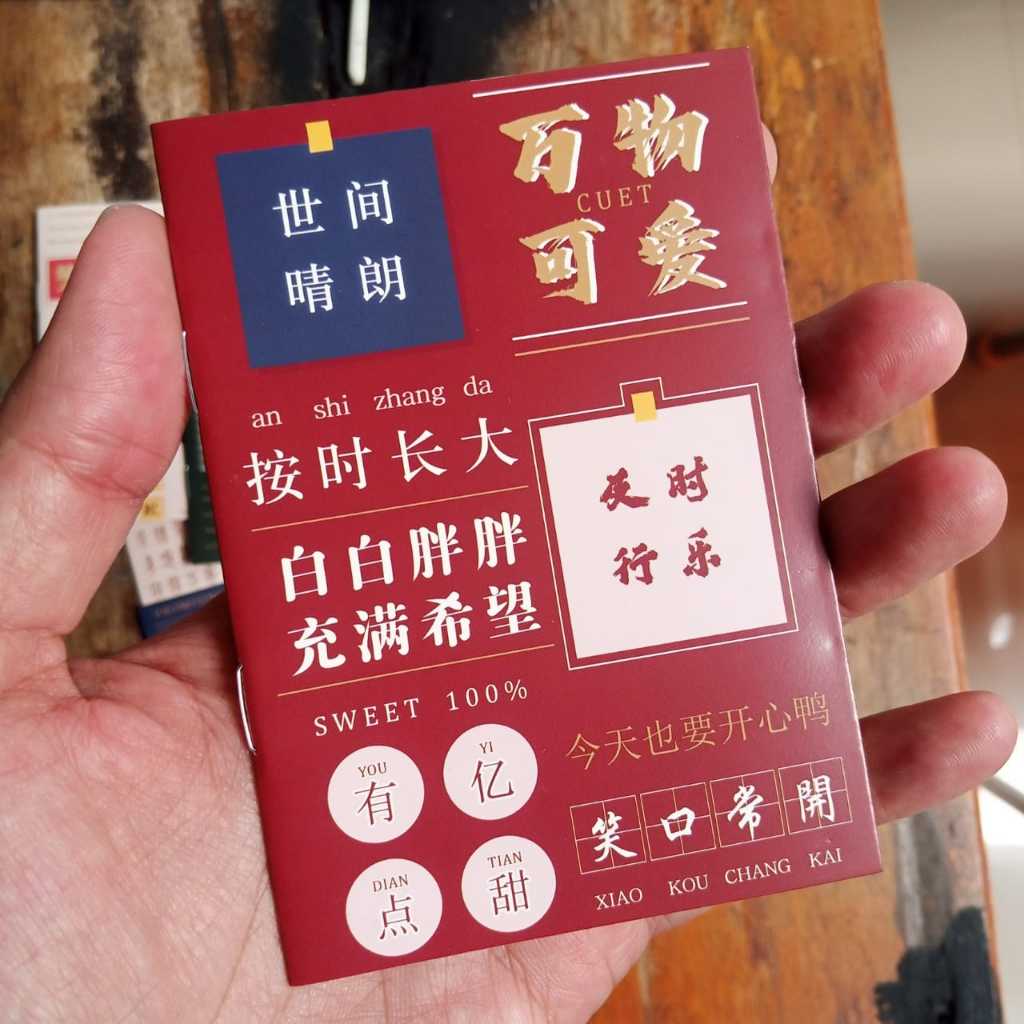 世间
晴朗
百物
CUET
可爱
an shi zhang da
按时长大
白白胖胖
充满希望
及时
行乐
SWEET 100%
YOU
有
YI
亿
DIAN
点
TIAN
甜
今天也要开心鸭
笑口常開
XIAO KOU CHANG KAI